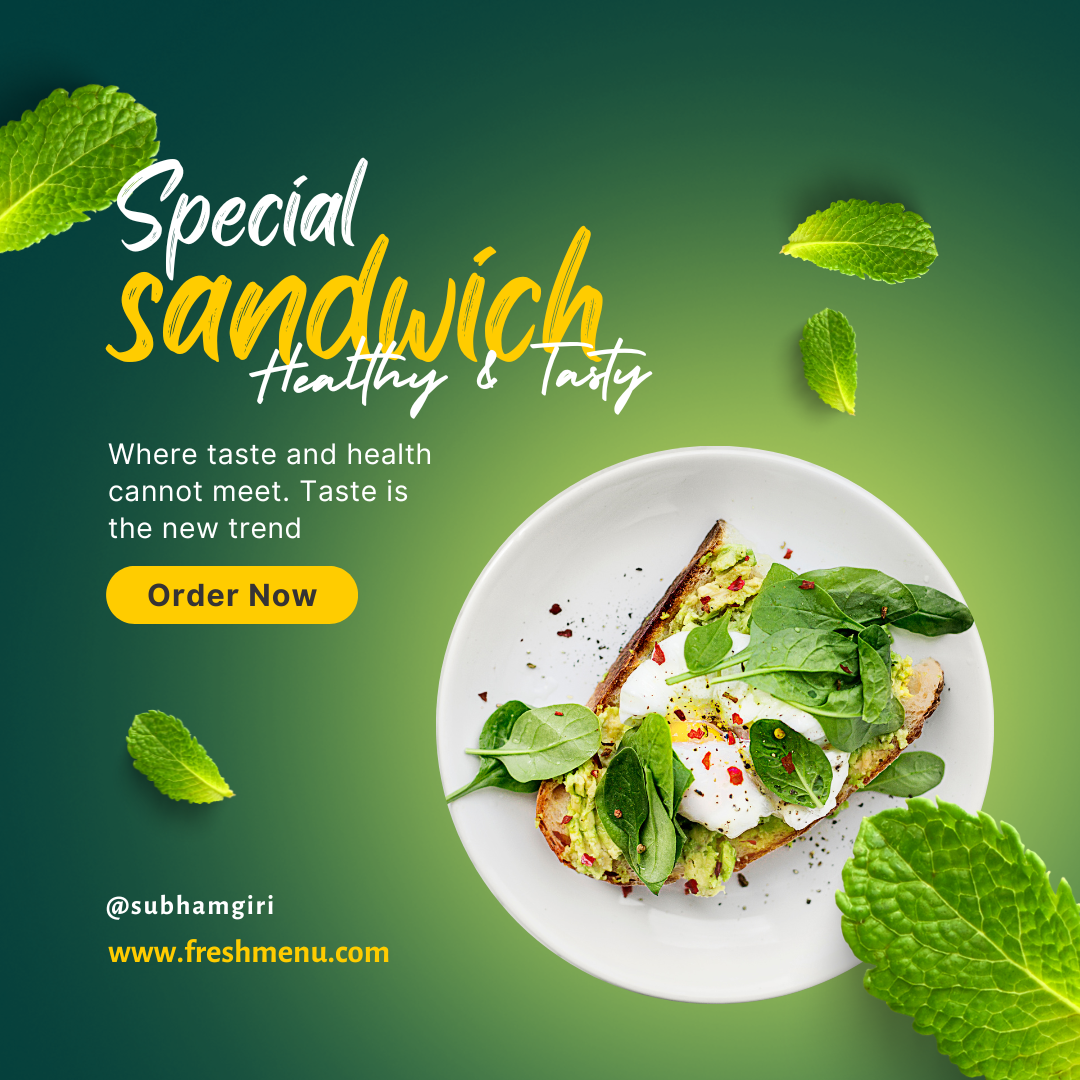 Special
sandwich
Healthy & Tasty
Where taste and health
cannot meet. Taste is
the new trend
Order Now
@subhamgiri
www.freshmenu.com